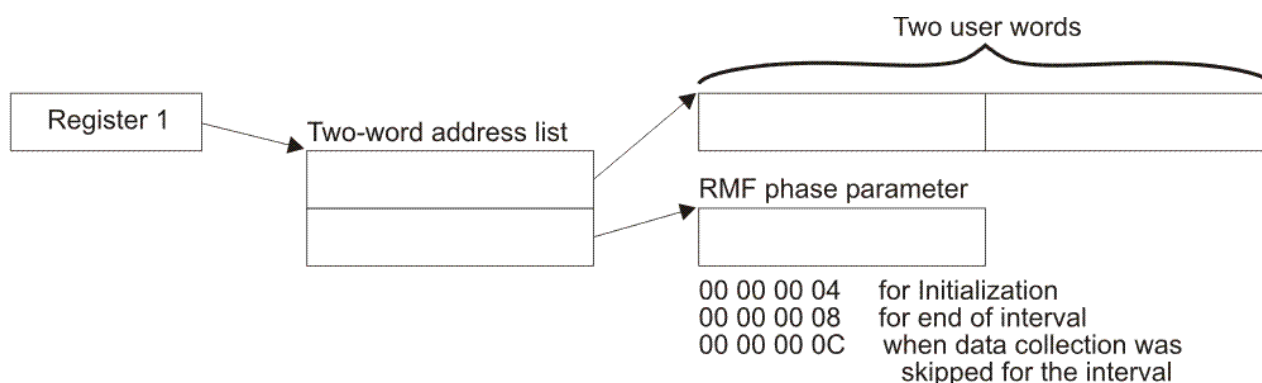 Two user words
Register 1
Two-word address list
RMF phase parameter
00 00 00 04 for Initialization
00 00 00 08 for end of interval
00 00 00 0C when data collection was
skipped for the interval